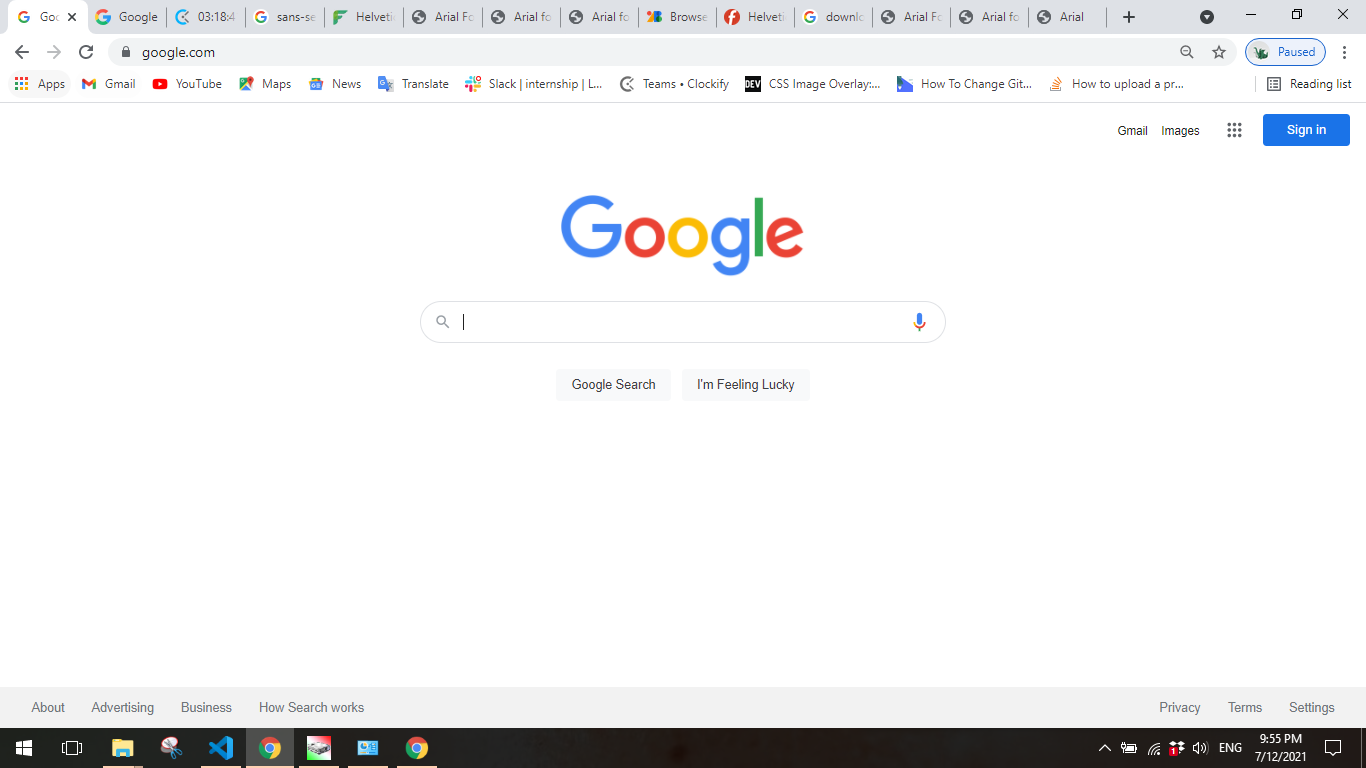 Goo
Google
03:18:4
sans-se
Helveti
Arial Fo
Arial fo
Arial fo
Browse
Helveti
downlo
Arial Fo
Arial fo
Arial
google.com
Paused
Apps
Gmail
YouTube
Maps
News
Translate
Slack | internship | L...
Teams • Clockify
DEV
CSS Image Overlay:...
How To Change Git...
How to upload a pr...
Reading list
Gmail
Images
Sign in
Google
Google Search
I'm Feeling Lucky
About
Advertising
Business
How Search works
Privacy
Terms
Settings
1
ENG
9:55 PM
7/12/2021